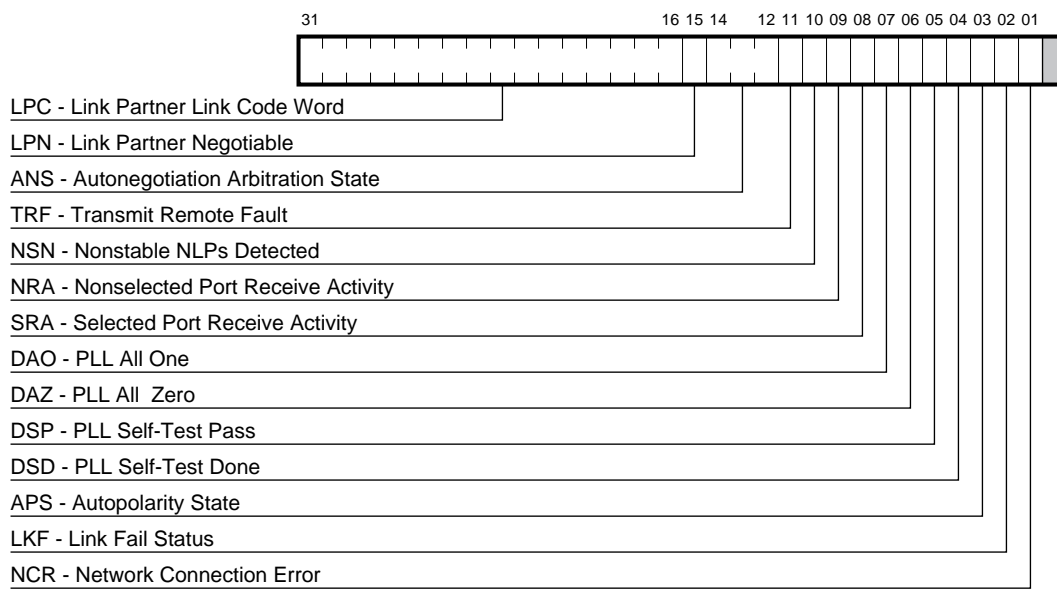 31 16 15 14 12 11 10 09 08 07 06 05 04 03 02 01
LPC - Link Partner Link Code Word
LPN - Link Partner Negotiable
ANS - Autonegotiation Arbitration State
TRF - Transmit Remote Fault
NSN - Nonstable NLPs Detected
NRA - Nonselected Port Receive Activity
SRA - Selected Port Receive Activity
DAO - PLL All One
DAZ - PLL All Zero
DSP - PLL Self-Test Pass
DSD - PLL Self-Test Done
APS - Autopolarity State
LKF - Link Fail Status
NCR - Network Connection Error